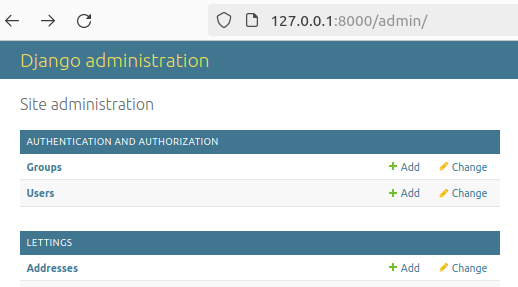 127.0.0.1:8000/admin/
Django administration
Site administration
AUTHENTICATION AND AUTHORIZATION
Groups Add Change
Users Add Change
LETTINGS
Addresses Add Change